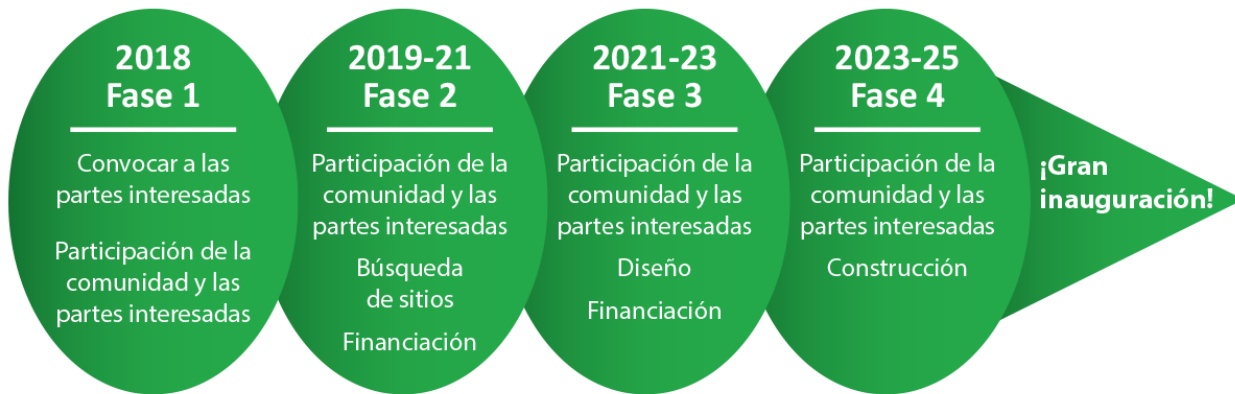 2018
Fase 1
Convocar a las
partes interesadas
Participación de la
comunidad y las
partes interesadas
2019-21
Fase 2
Participación de la
comunidad y las
partes interesadas
Búsqueda
de sitios
Financiación
2021-23
Fase 3
Participación de la
comunidad y las
partes interesadas
Diseño
Financiación
2023-25
Fase 4
Participación de la
comunidad y las
partes interesadas
Construcción
¡Gran
inauguración!